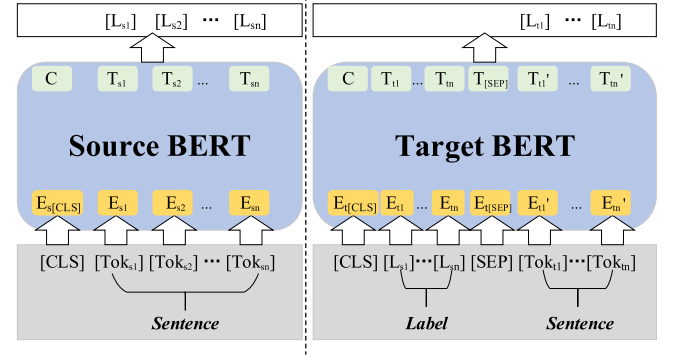 [Ls1] [Ls2] ... [Lsn]
C Ts1 Ts2 ... Tsn
Source BERT
Es[CLS] Es1 Es2 ... Esn
[CLS] [Toks1] [Toks2] ... [Toksn]
Sentence
[Lt1] ... [Ltn]
C Tt1 ... Ttn T[SEP] Tt1' ... Ttn'
Target BERT
Et[CLS] Et1 ... Etn Et[SEP] Et1' ... Etn'
[CLS] [Ls1]...[Lsn] [SEP] [Tokt1]...[Toktn]
Label Sentence